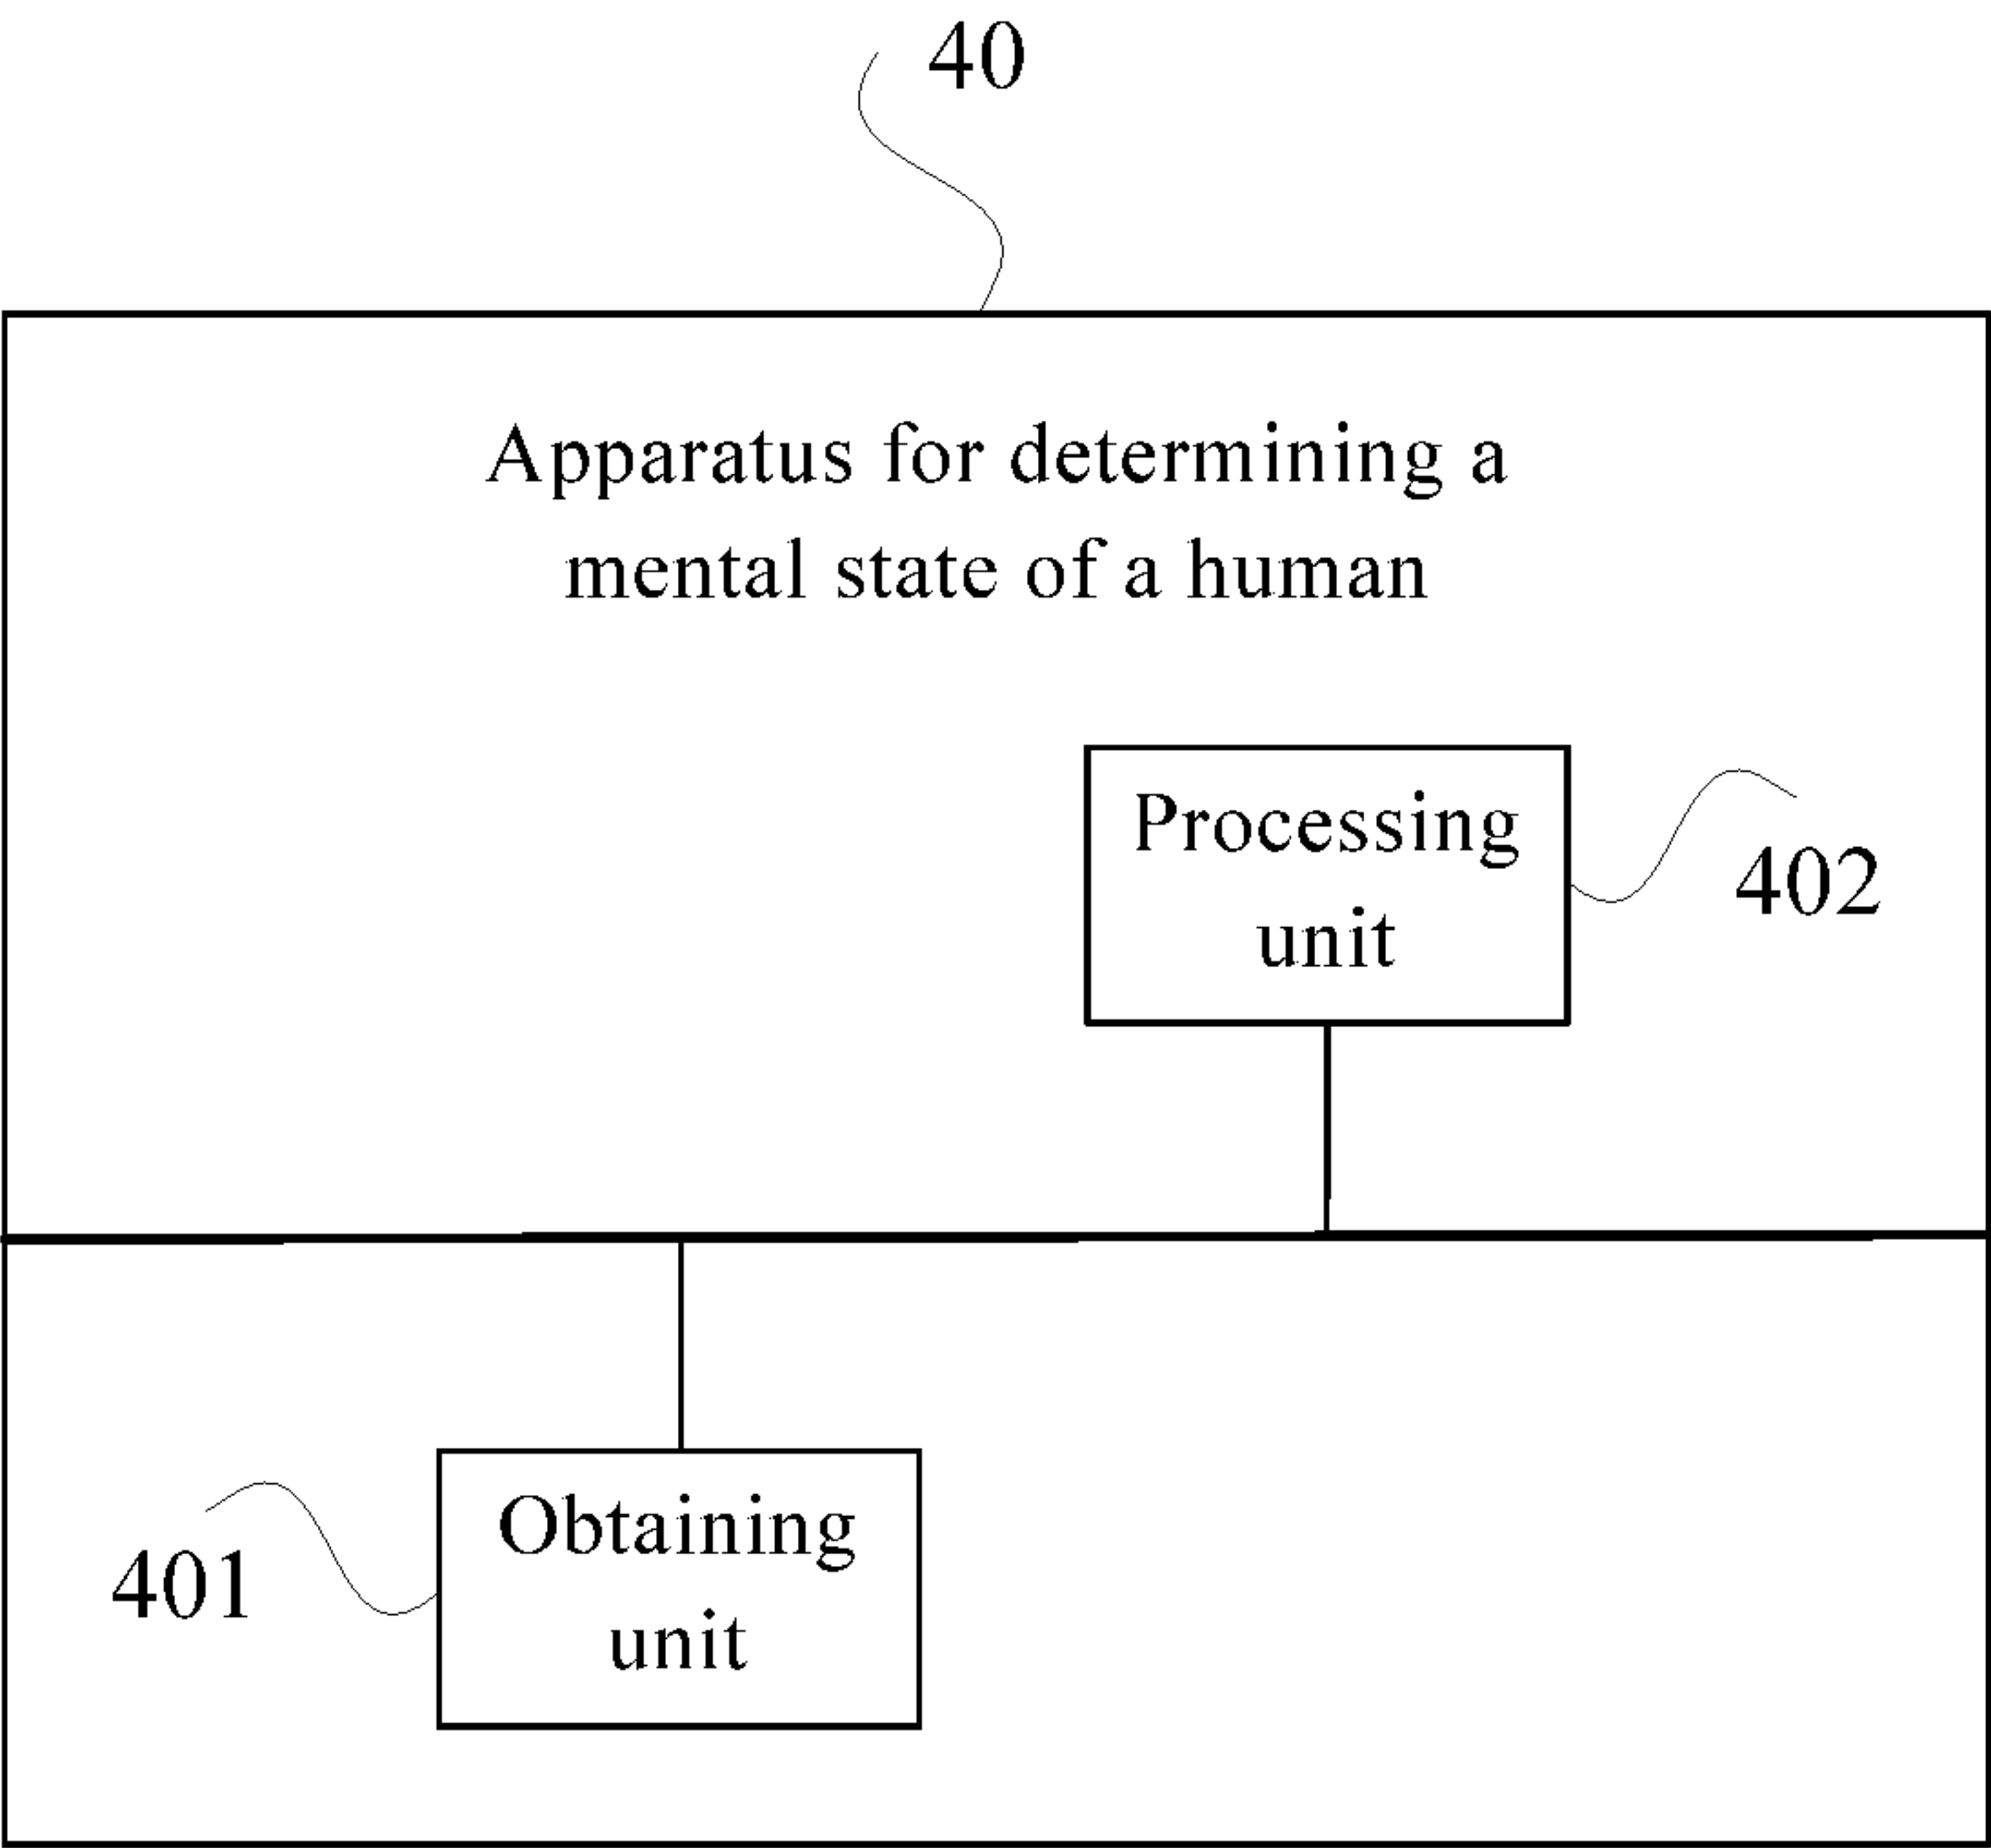 40
Apparatus for determining a
mental state of a human
Processing
unit
402
Obtaining
unit
401